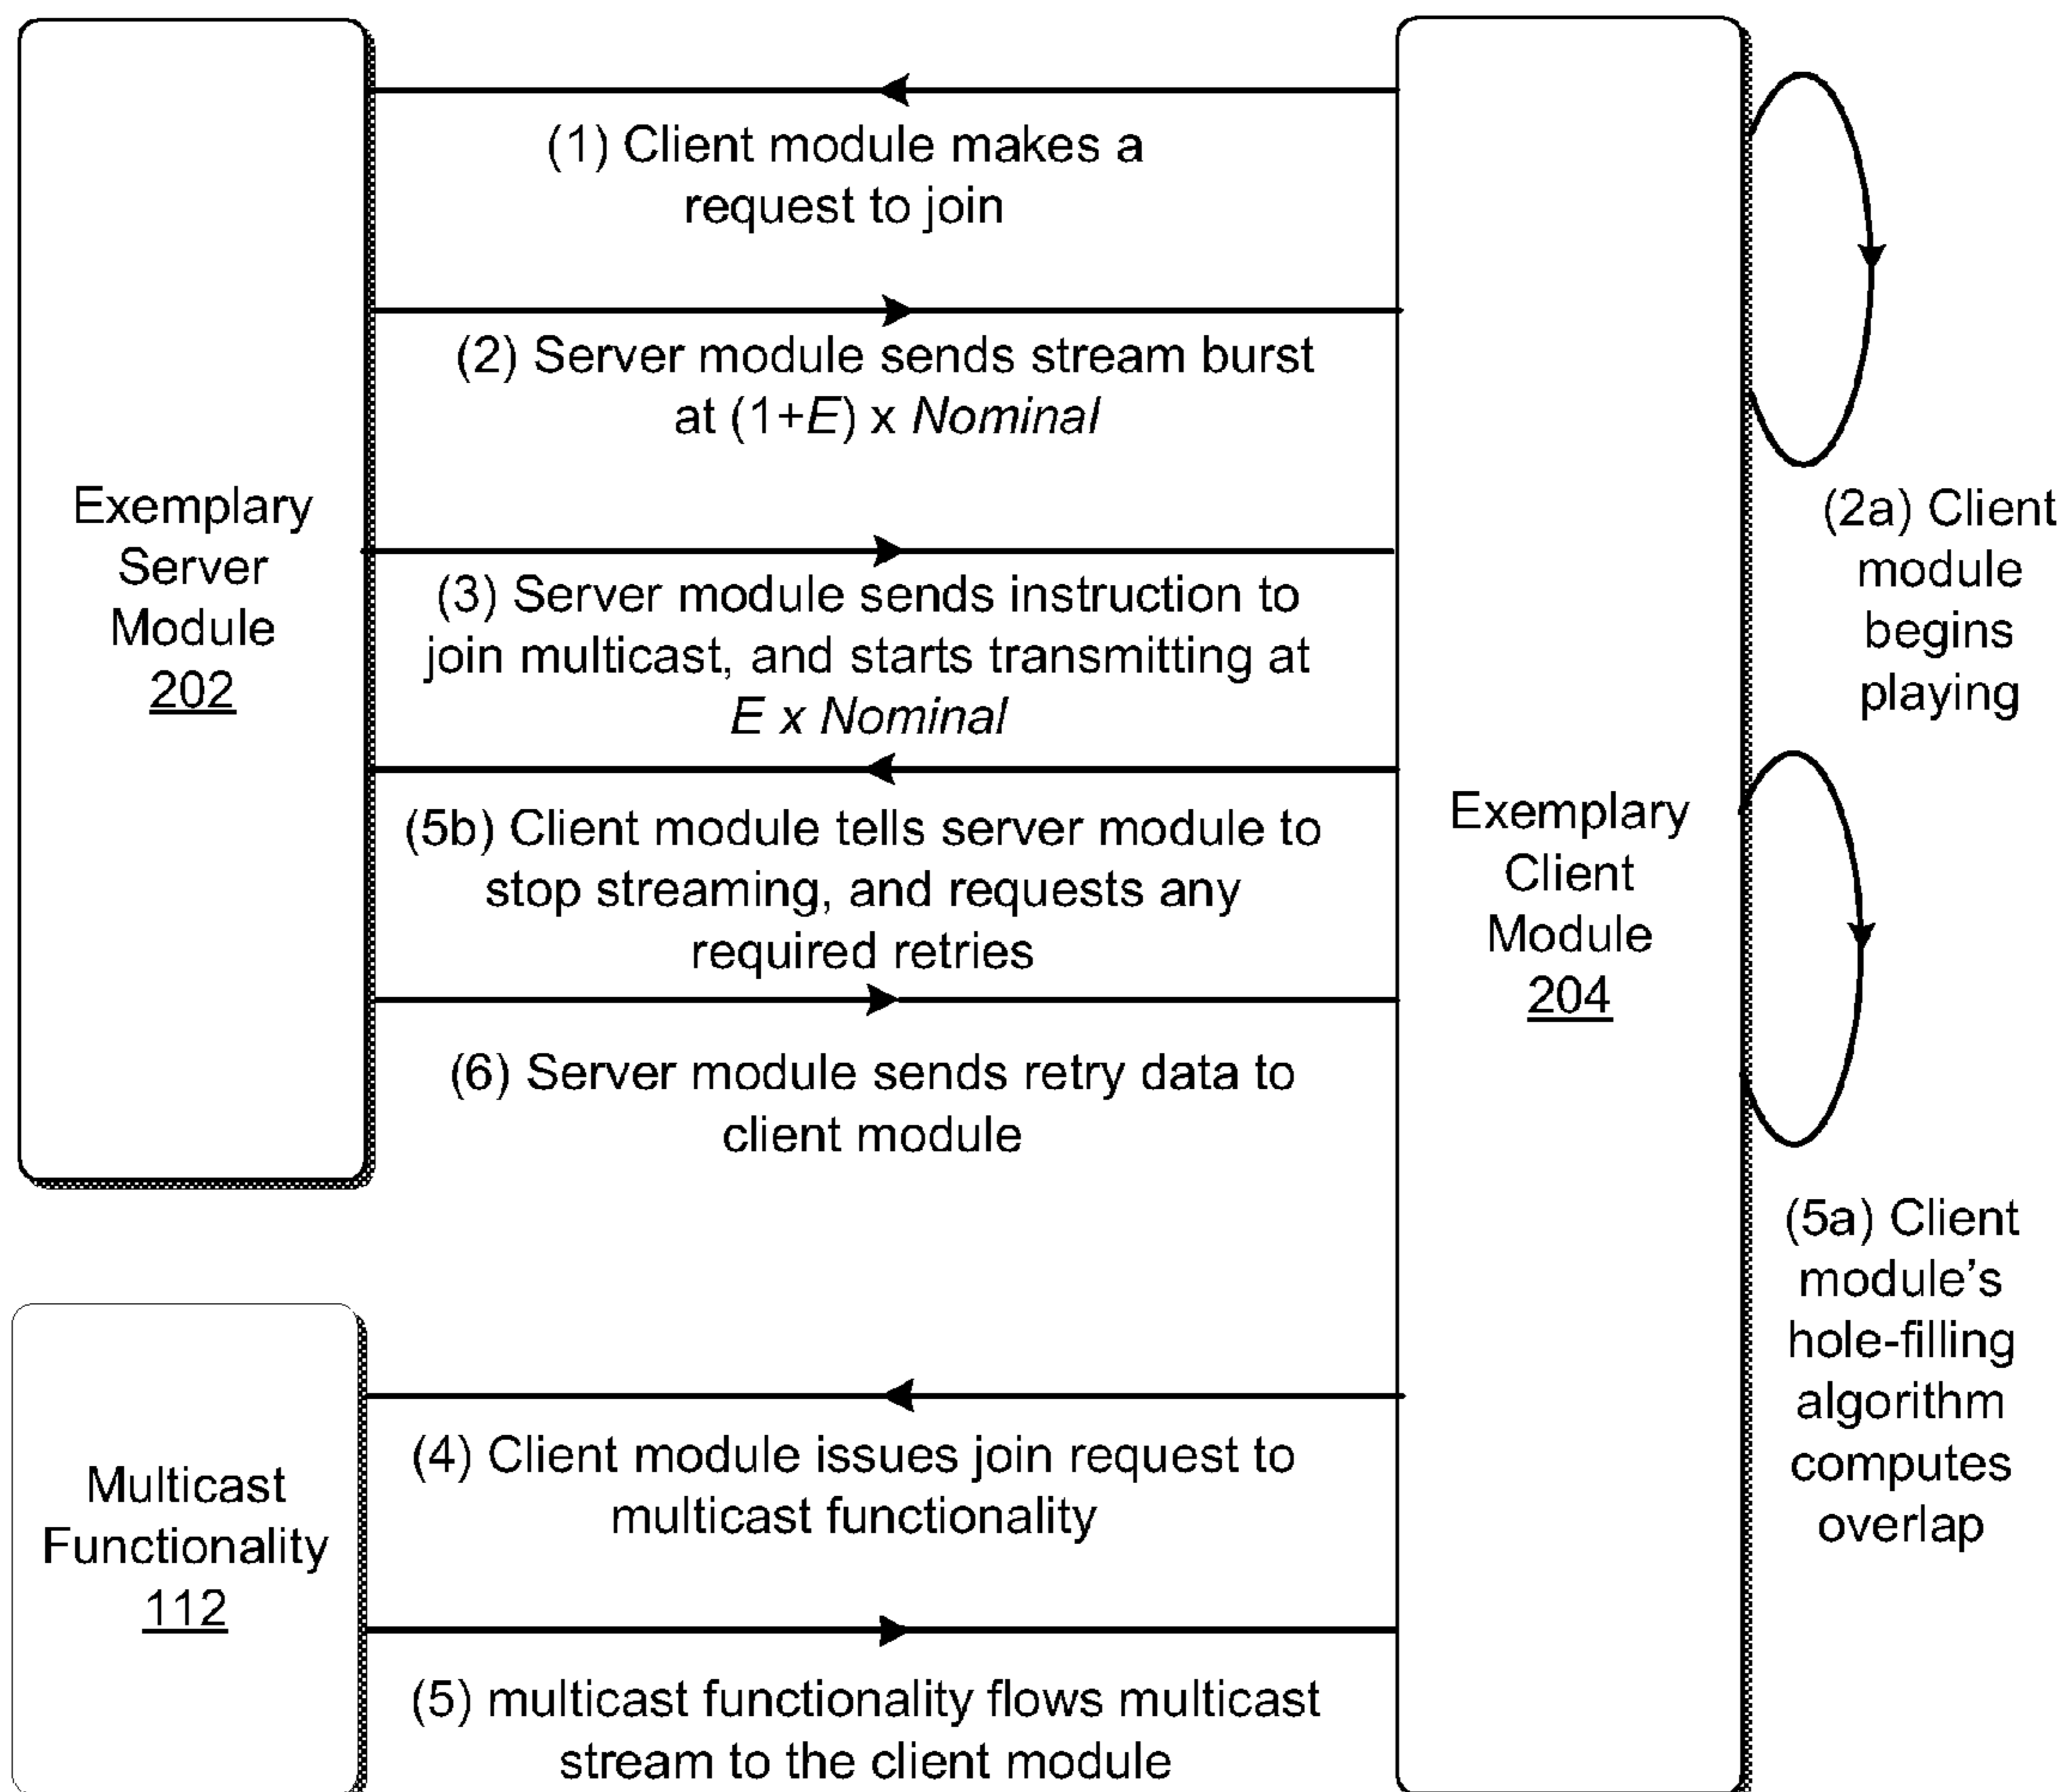 (1) Client module makes a
request to join
(2) Server module sends stream burst
at (1+E) x Nominal
(3) Server module sends instruction to
join multicast, and starts transmitting at
E x Nominal
(5b) Client module tells server module to
stop streaming, and requests any
required retries
(6) Server module sends retry data to
client module
Exemplary
Server
Module
202
Exemplary
Client
Module
204
(2a) Client
module
begins
playing
(5a) Client
module’s
hole-filling
algorithm
computes
overlap
Multicast
Functionality
112
(4) Client module issues join request to
multicast functionality
(5) multicast functionality flows multicast
stream to the client module